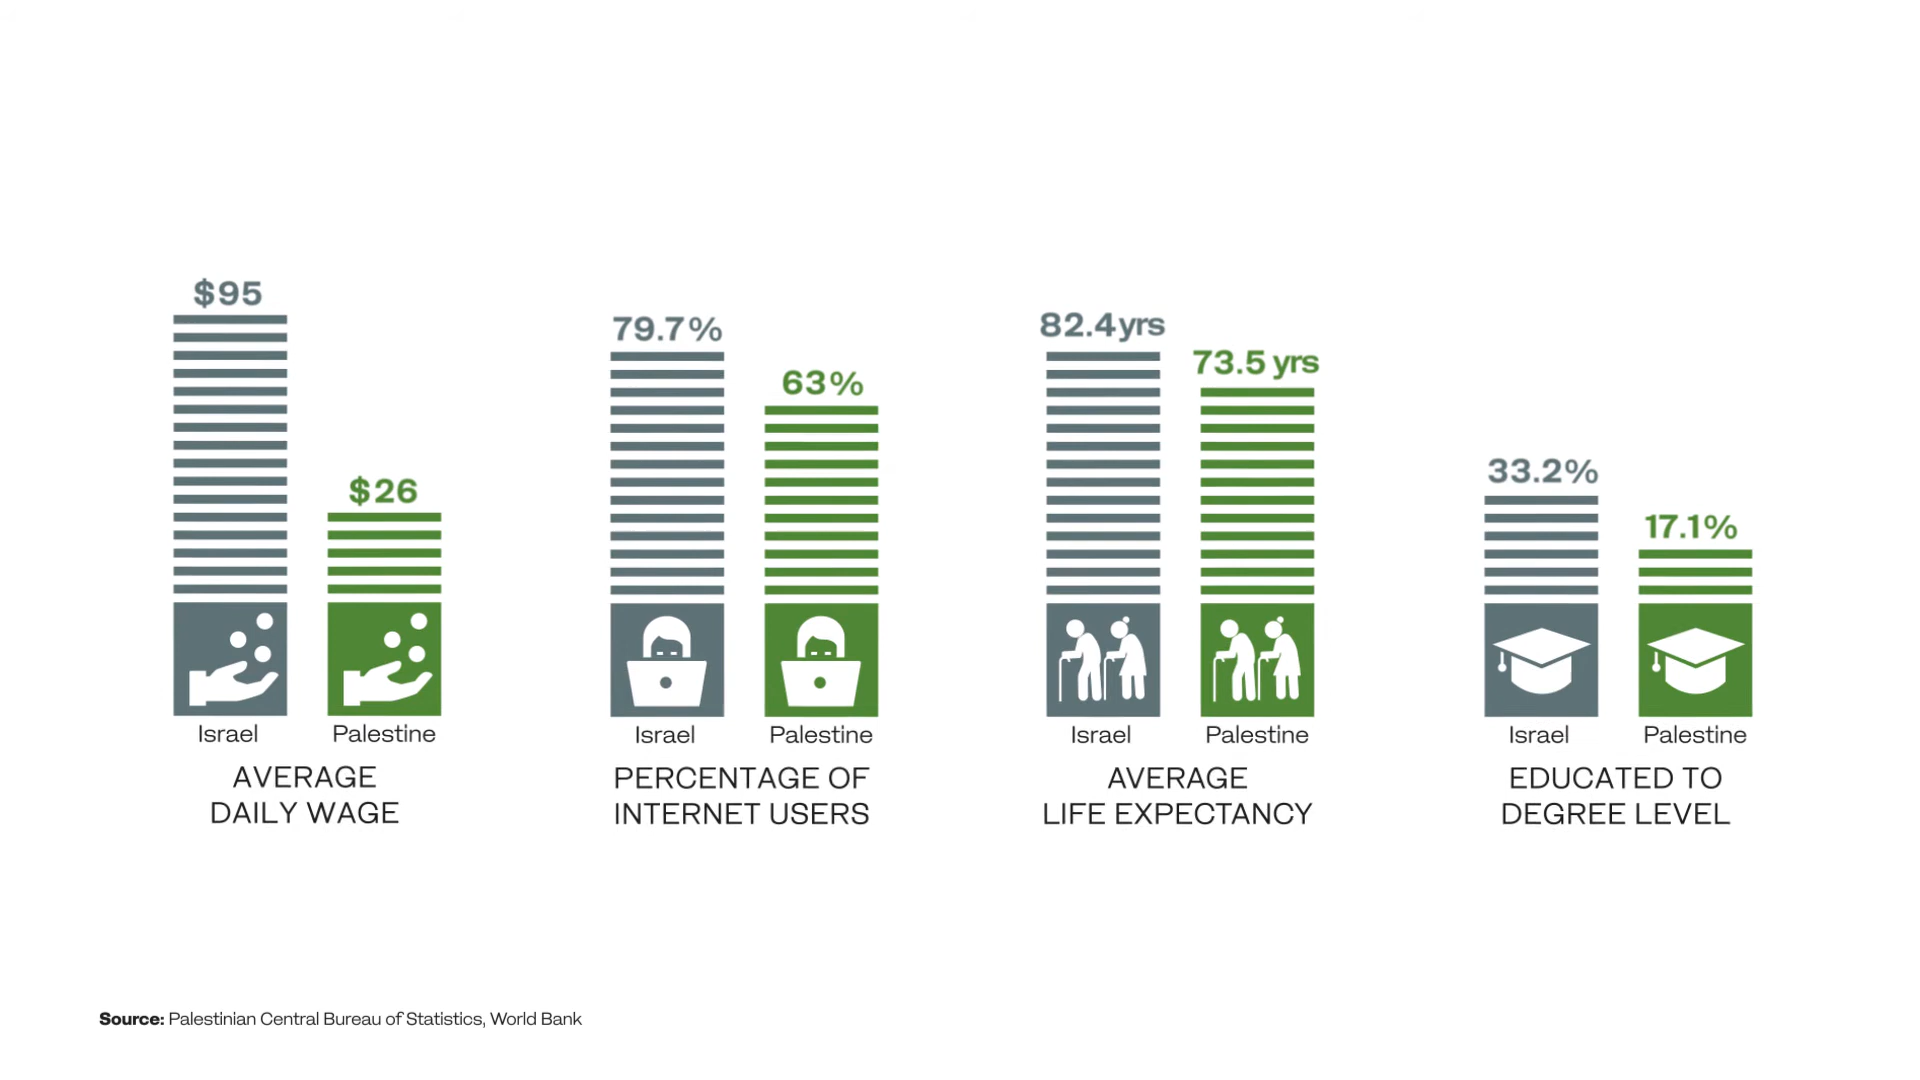 $95
$26
Israel
Palestine
AVERAGE
DAILY WAGE
79.7%
63%
Israel
Palestine
PERCENTAGE OF
INTERNET USERS
82.4yrs
73.5 yrs
Israel
Palestine
AVERAGE
LIFE EXPECTANCY
33.2%
17.1%
Israel
Palestine
EDUCATED TO
DEGREE LEVEL
Source: Palestinian Central Bureau of Statistics, World Bank